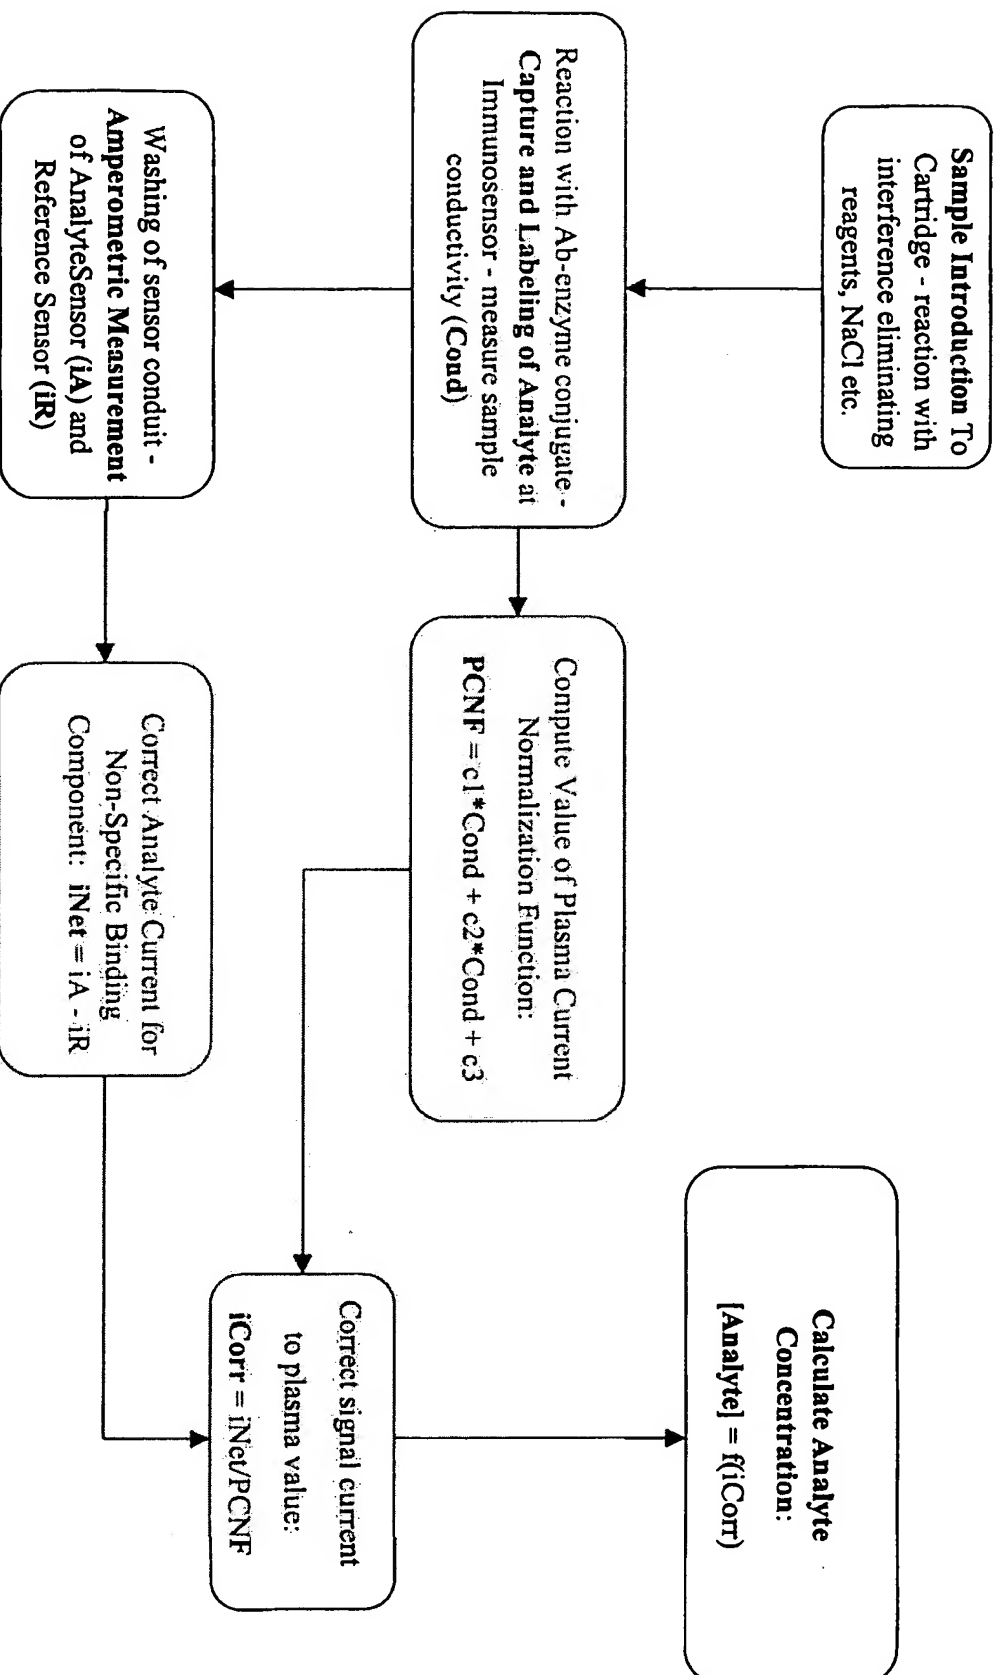 Sample Introduction To
Cartridge - reaction with
interference eliminating
reagents, NaCl etc.
Reaction with Ab-enzyme conjugate -
Capture and Labeling of Analyte at
Immunosensor - measure sample
conductivity (Cond)
Washing of sensor conduit -
Amperometric Measurement
of AnalyteSensor (iA) and
Reference Sensor (iR)
Compute Value of Plasma Current
Normalization Function:
PCNF = c1*Cond + c2*Cond + c3
Correct Analyte Current for
Non-Specific Binding
Component: iNet = iA - iR
Correct signal current
to plasma value:
iCorr = iNet/PCNF
Calculate Analyte
Concentration:
[Analyte] = f(iCorr)